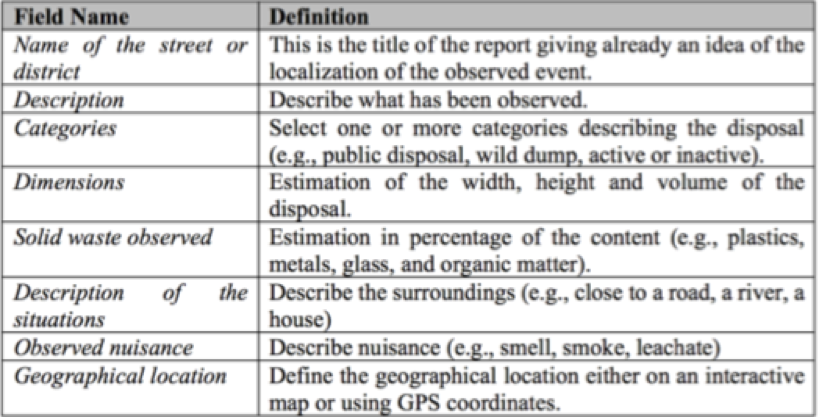 Field Name Definition
Name of the street or This is the title of the report giving already an idea of the
district localization of the observed event.
Description Describe what has been observed.
Categories Select one or more categories describing the disposal
(e.g., public disposal, wild dump, active or inactive).
Dimensions Estimation of the width, height and volume of the
disposal.
Solid waste observed Estimation in percentage of the content (e.g., plastics,
metals, glass, and organic matter).
Description of the Describe the surroundings (e.g., close to a road, a river, a
situations house)
Observed nuisance Describe nuisance (e.g., smell, smoke, leachate)
Geographical location Define the geographical location either on an interactive
map or using GPS coordinates.